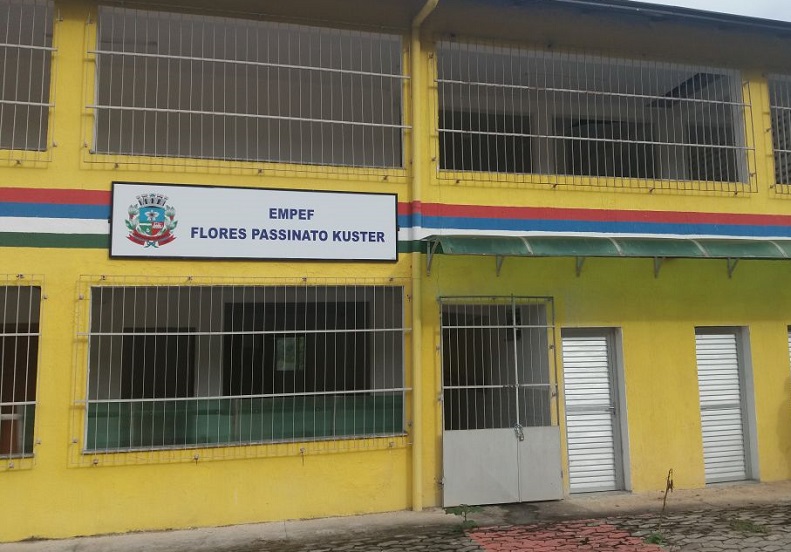 EMPEF
FLORES PASSINATO KUSTER